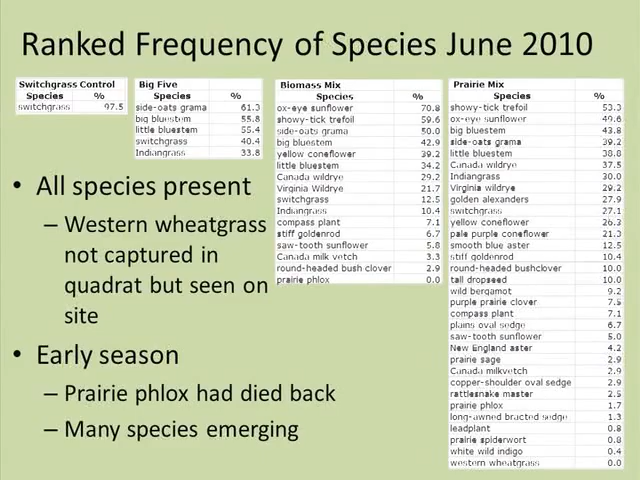 Ranked Frequency of Species June 2010
Switchgrass Control
Species %
switchgrass 97.5
Big Five
Species %
side-oats grama 61.3
big bluestem 55.8
little bluestem 55.4
switchgrass 40.4
Indiangrass 33.8
Biomass Mix
Species %
ox-eye sunflower 70.8
showy-tick trefoil 59.6
side-oats grama 50.0
big bluestem 42.9
yellow coneflower 39.2
little bluestem 34.2
Canada wildrye 29.2
Virginia Wildrye 21.7
switchgrass 12.5
Indiangrass 10.4
compass plant 7.1
stiff goldenrod 6.7
saw-tooth sunflower 5.8
Canada milk vetch 3.3
round-headed bush clover 2.9
prairie phlox 0.0
Prairie Mix
Species %
showy-tick trefoil 53.3
ox-eye sunflower 49.6
big bluestem 43.8
side-oats grama 39.2
little bluestem 38.8
Canada wildrye 37.5
Indiangrass 30.0
Virginia wildrye 29.2
golden alexanders 27.9
switchgrass 27.1
yellow coneflower 26.3
pale purple coneflower 21.3
smooth blue aster 12.5
stiff goldenrod 10.4
round-headed bushclover 10.0
tall dropseed 10.0
wild bergamot 9.2
purple prairie clover 7.5
compass plant 7.1
plains oval sedge 6.7
saw-tooth sunflower 5.0
New England aster 4.2
prairie sage 2.9
Canada milkvetch 2.9
copper-shoulder oval sedge 2.9
rattlesnake master 2.5
prairie phlox 1.7
long-awned bracted sedge 1.3
leadplant 0.8
prairie spiderwort 0.8
white wild indigo 0.4
western wheatgrass 0.0
• All species present
– Western wheatgrass
not captured in
quadrat but seen on
site
• Early season
– Prairie phlox had died back
– Many species emerging